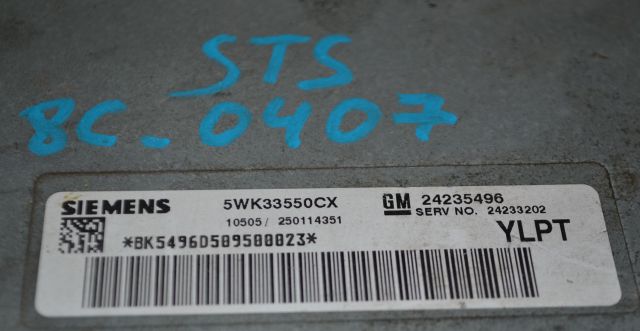 STS
8C-0407
SIEMENS 5WK33550CX GM 24235496
10505/ 250114351 SERV NO. 24233202
*BK5496D509500023* YLPT